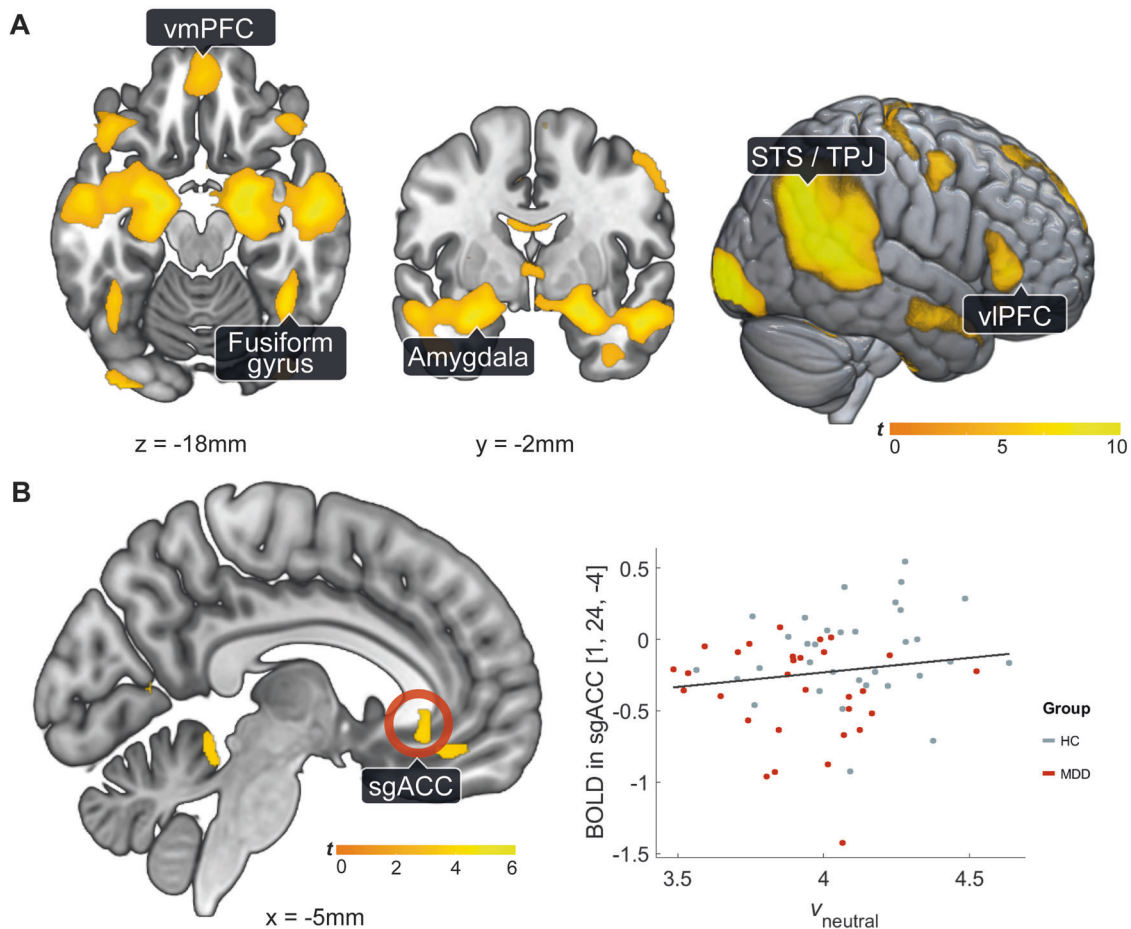 A
vmPFC
STS / TPJ
vlPFC
Fusiform
gyrus
Amygdala
z = -18mm
y = -2mm
t
0
5
10
B
sgACC
t
0
2
4
6
x = -5mm
BOLD in sgACC [1, 24, -4]
0.5
0
-0.5
-1
-1.5
3.5
4
4.5
v neutral
Group
HC
MDD